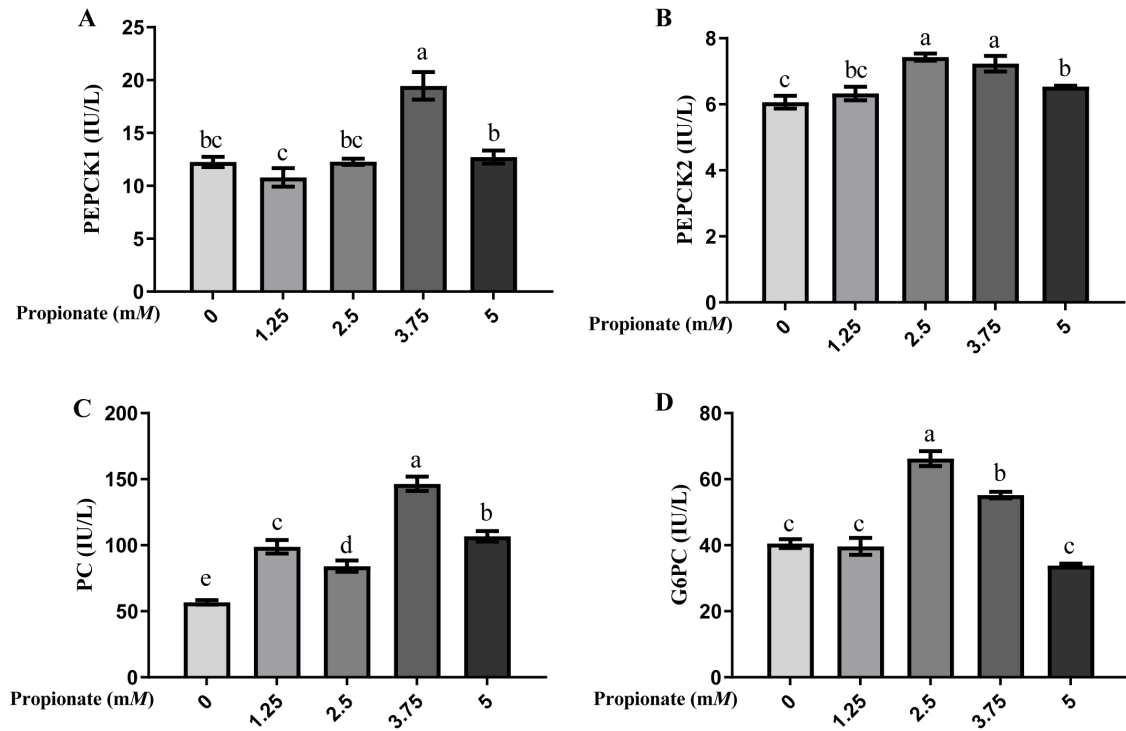 A
PEPCK1 (IU/L)
25
20
15
10
5
0
bc
c
bc
a
b
Propionate (mM)
0
1.25
2.5
3.75
5
B
PEPCK2 (IU/L)
8
6
4
2
0
c
bc
a
a
b
Propionate (mM)
0
1.25
2.5
3.75
5
C
PC (IU/L)
200
150
100
50
0
e
c
d
a
b
Propionate (mM)
0
1.25
2.5
3.75
5
D
G6PC (IU/L)
80
60
40
20
0
c
c
a
b
c
Propionate (mM)
0
1.25
2.5
3.75
5